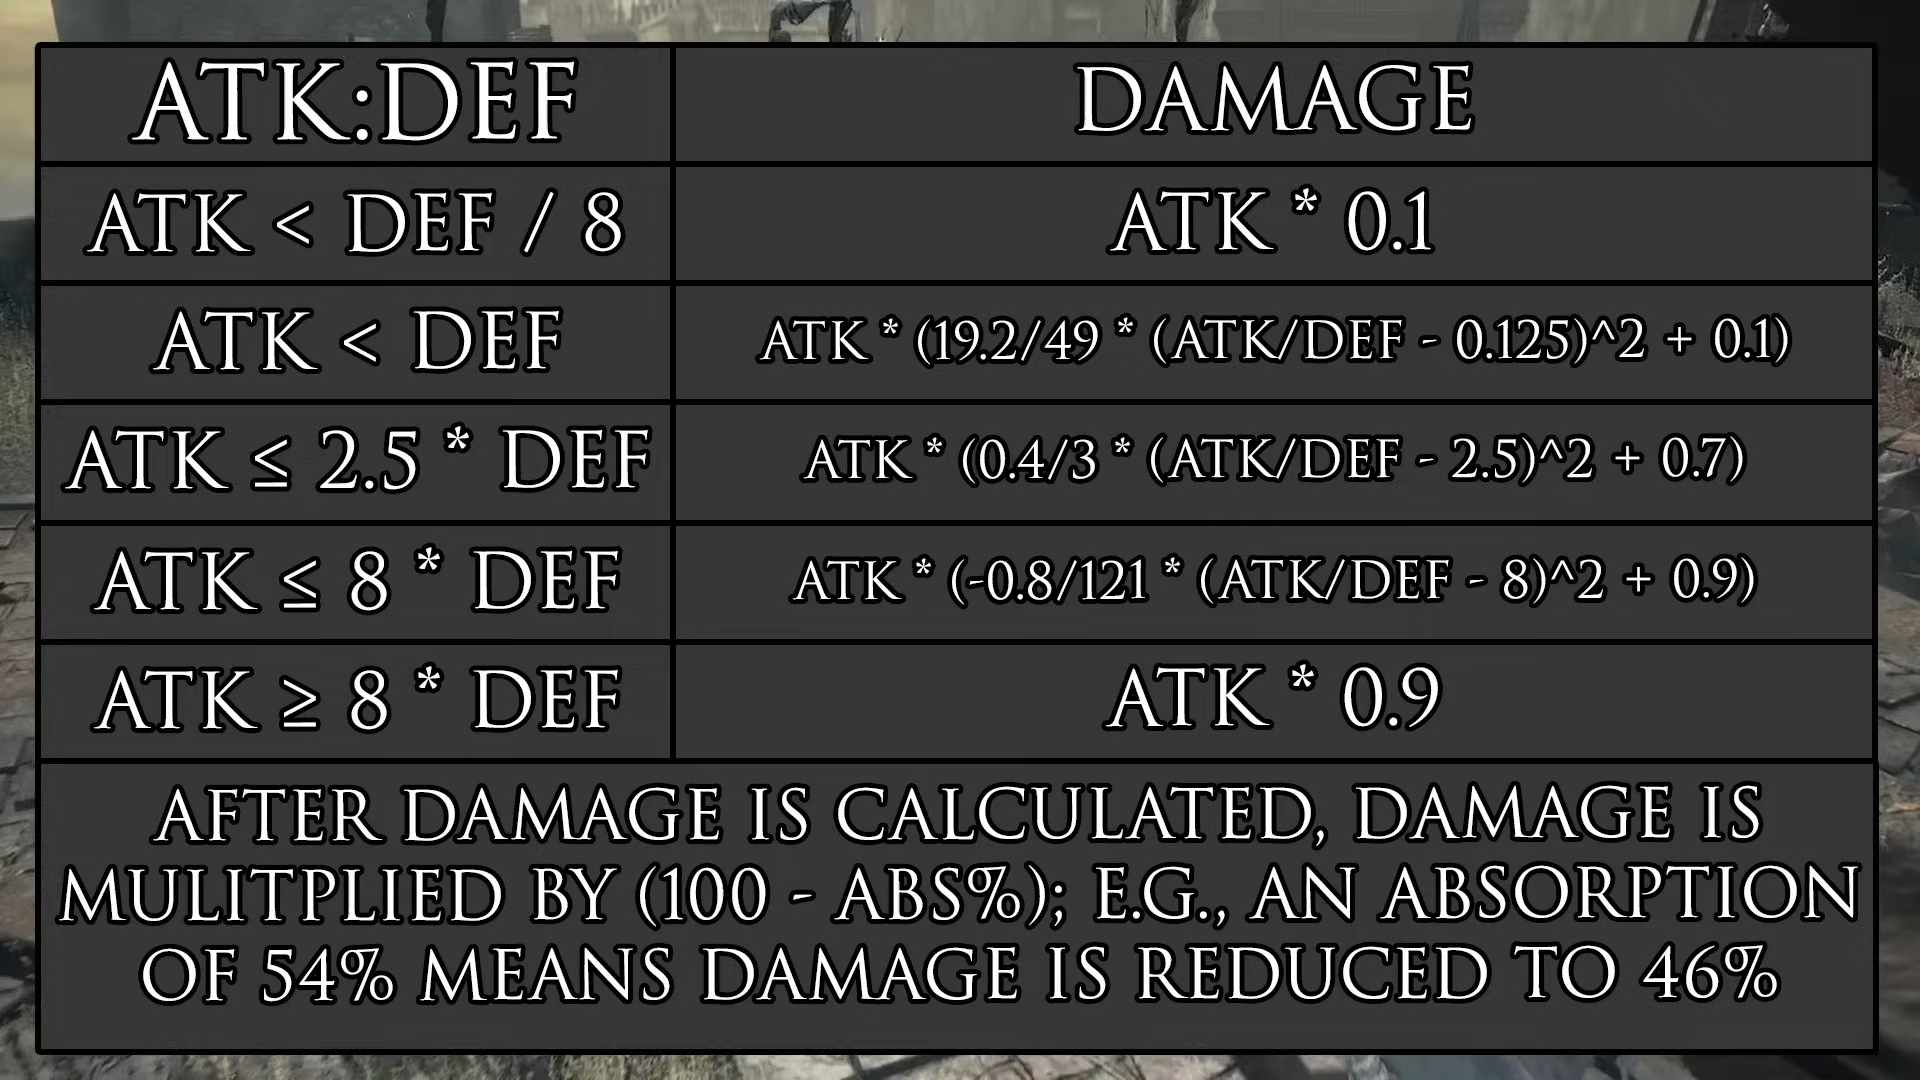 ATK:DEF
DAMAGE
ATK < DEF / 8
ATK * 0.1
ATK < DEF
ATK * (19.2/49 * (ATK/DEF - 0.125)^2 + 0.1)
ATK ≤ 2.5 * DEF
ATK * (0.4/3 * (ATK/DEF - 2.5)^2 + 0.7)
ATK ≤ 8 * DEF
ATK * (-0.8/121 * (ATK/DEF - 8)^2 + 0.9)
ATK ≥ 8 * DEF
ATK * 0.9
AFTER DAMAGE IS CALCULATED, DAMAGE IS
MULITPLIED BY (100 - ABS%); E.G., AN ABSORPTION
OF 54% MEANS DAMAGE IS REDUCED TO 46%